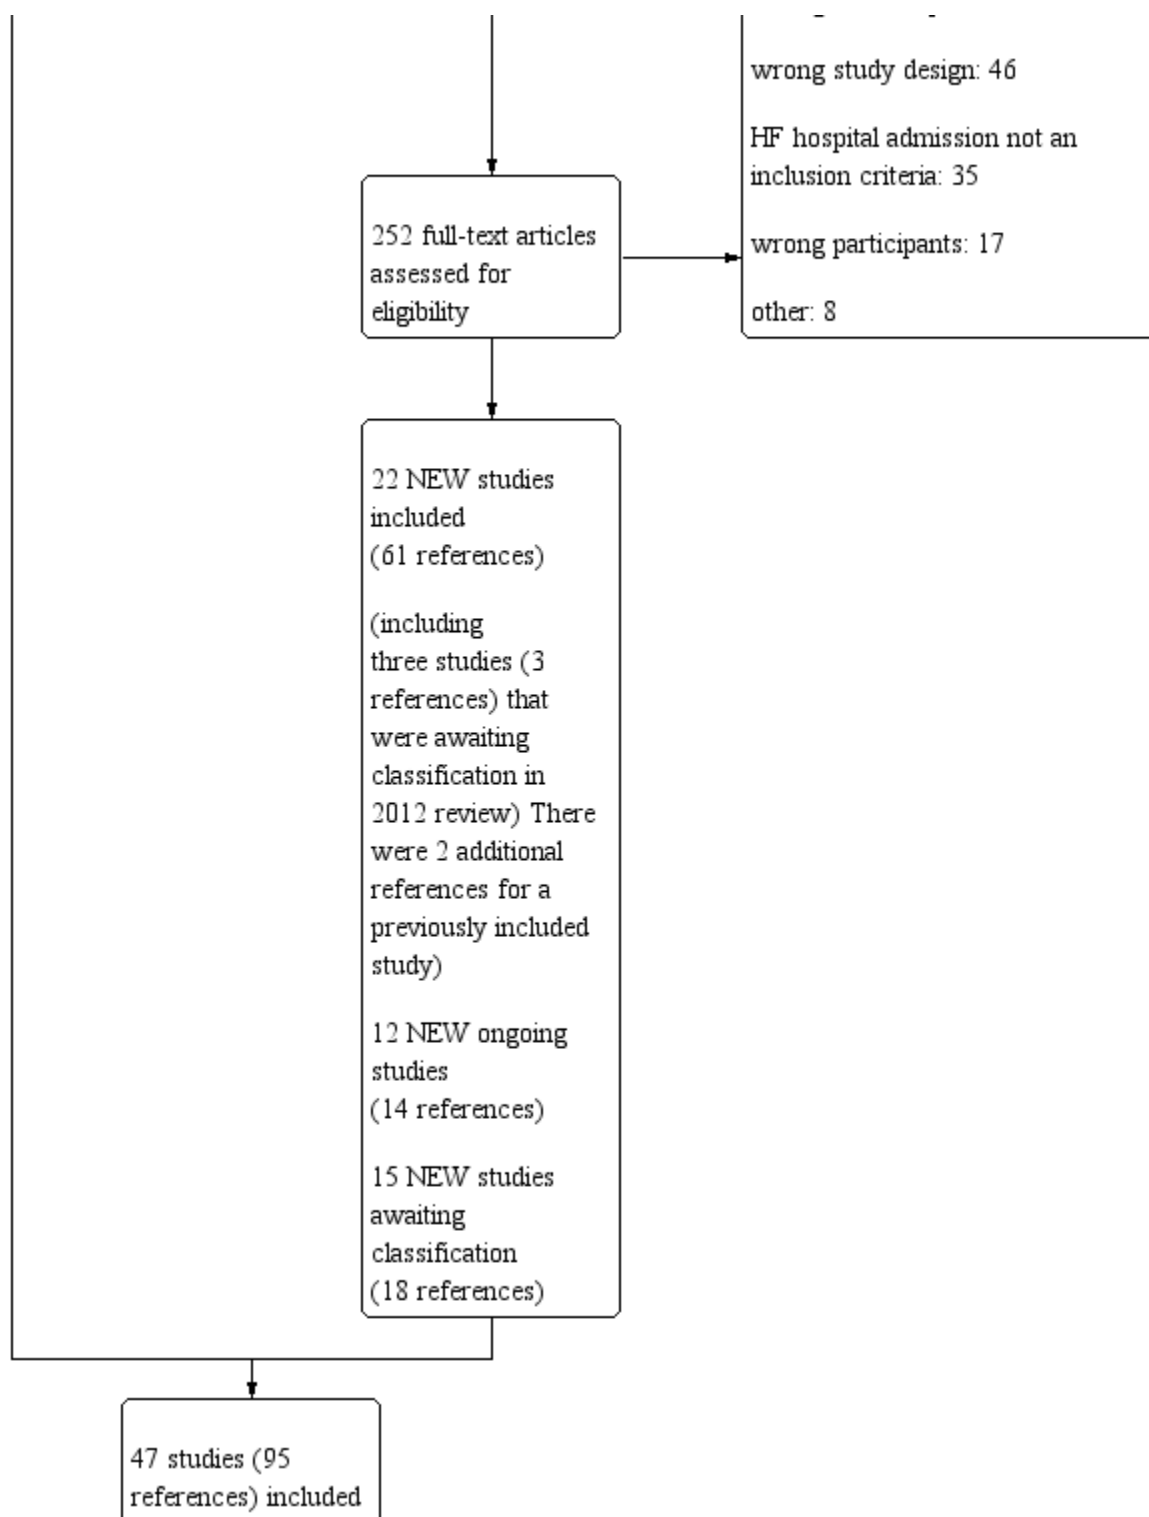 wrong study design: 46
HF hospital admission not an
inclusion criteria: 35
wrong participants: 17
other: 8
252 full-text articles
assessed for
eligibility
22 NEW studies
included
(61 references)
(including
three studies (3
references) that
were awaiting
classification in
2012 review) There
were 2 additional
references for a
previously included
study)
12 NEW ongoing
studies
(14 references)
15 NEW studies
awaiting
classification
(18 references)
47 studies (95
references) included